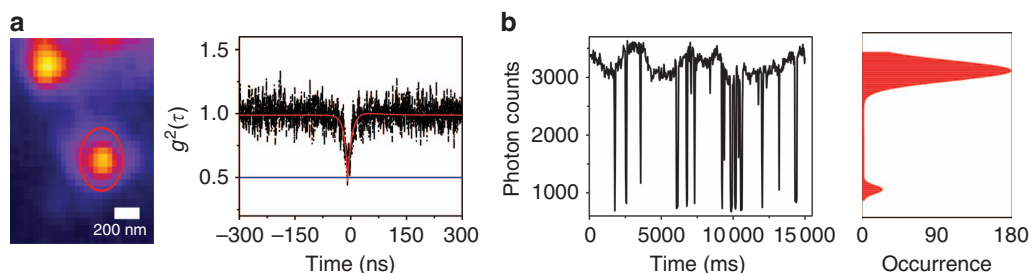 a
200 nm
g²(τ)
1.5
1.0
0.5
−300 −150 0 150 300
Time (ns)
b
Photon counts
3000
2000
1000
0 5000 10 000 15 000
Time (ms)
0 90 180
Occurrence